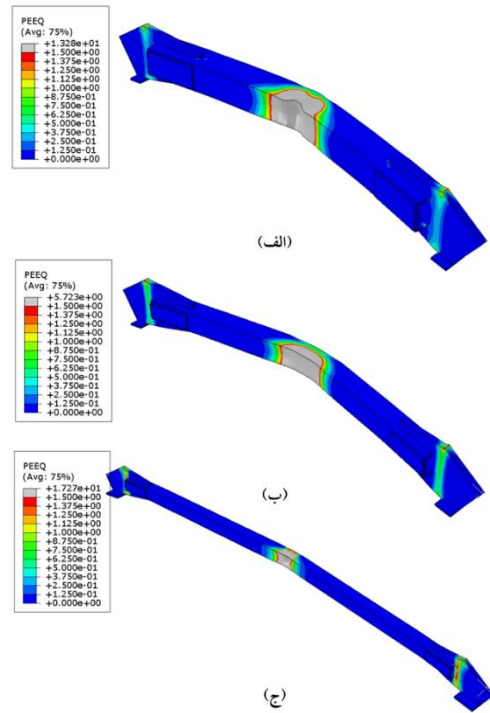 PEEQ
(Avg: 75%)
+1.328e+01
+1.500e+00
+1.375e+00
+1.250e+00
+1.125e+00
+1.000e+00
+8.750e-01
+7.500e-01
+6.250e-01
+5.000e-01
+3.750e-01
+2.500e-01
+1.250e-01
+0.000e+00
(الف)
PEEQ
(Avg: 75%)
+5.723e+00
+1.500e+00
+1.375e+00
+1.250e+00
+1.125e+00
+1.000e+00
+8.750e-01
+7.500e-01
+6.250e-01
+5.000e-01
+3.750e-01
+2.500e-01
+1.250e-01
+0.000e+00
(ب)
PEEQ
(Avg: 75%)
+1.727e+01
+1.500e+00
+1.375e+00
+1.250e+00
+1.125e+00
+1.000e+00
+8.750e-01
+7.500e-01
+6.250e-01
+5.000e-01
+3.750e-01
+2.500e-01
+1.250e-01
+0.000e+00
(ج)